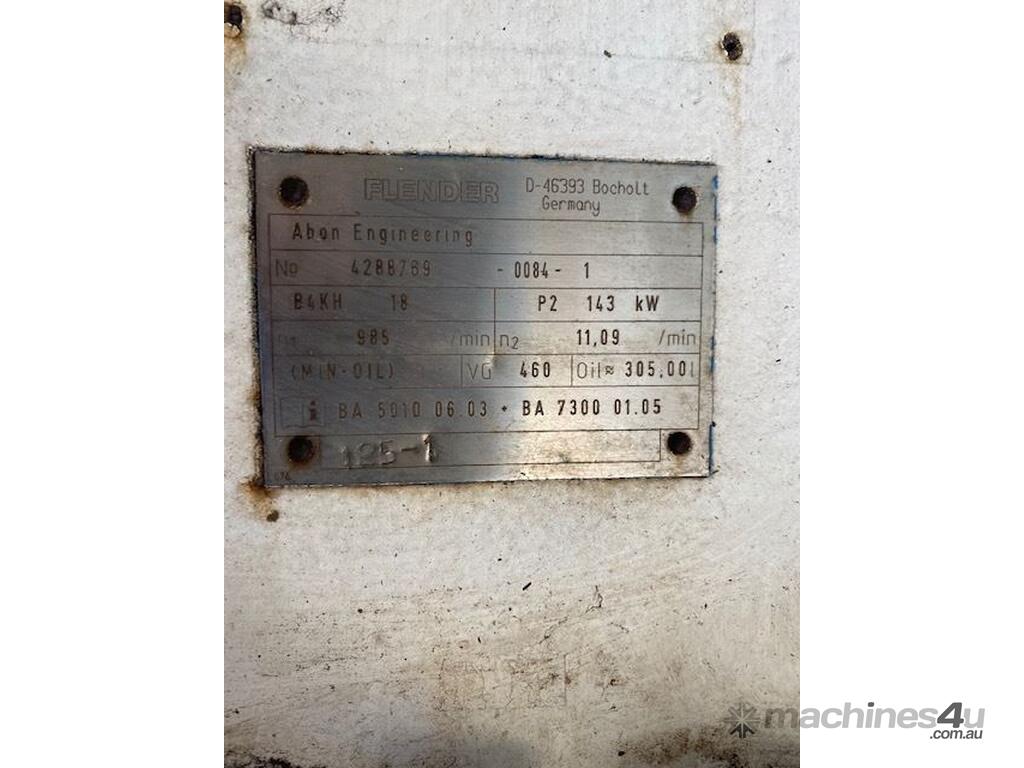 FLENDER D-46393 Bocholt
Germany
Abon Engineering
No 4288769 -0084- 1
B4KH 18 P2 143 kW
n1 985 /min n2 11,09 /min
(MIN-OIL) VG 460 Oil≈ 305,00l
i BA 5010 06.03 + BA 7300 01.05
125-1
machines4u
.com.au